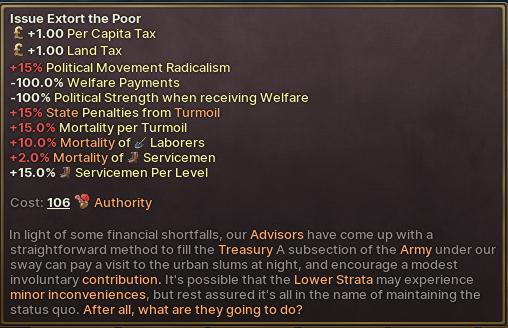 Issue Extort the Poor
£ +1.00 Per Capita Tax
£ +1.00 Land Tax
+15% Political Movement Radicalism
-100.0% Welfare Payments
-100% Political Strength when receiving Welfare
+15% State Penalties from Turmoil
+15.0% Mortality per Turmoil
+10.0% Mortality of Laborers
+2.0% Mortality of Servicemen
+15.0% Servicemen Per Level
Cost: 106 Authority
In light of some financial shortfalls, our Advisors have come up with a
straightforward method to fill the Treasury A subsection of the Army under our
sway can pay a visit to the urban slums at night, and encourage a modest
involuntary contribution. It's possible that the Lower Strata may experience
minor inconveniences, but rest assured it's all in the name of maintaining the
status quo. After all, what are they going to do?